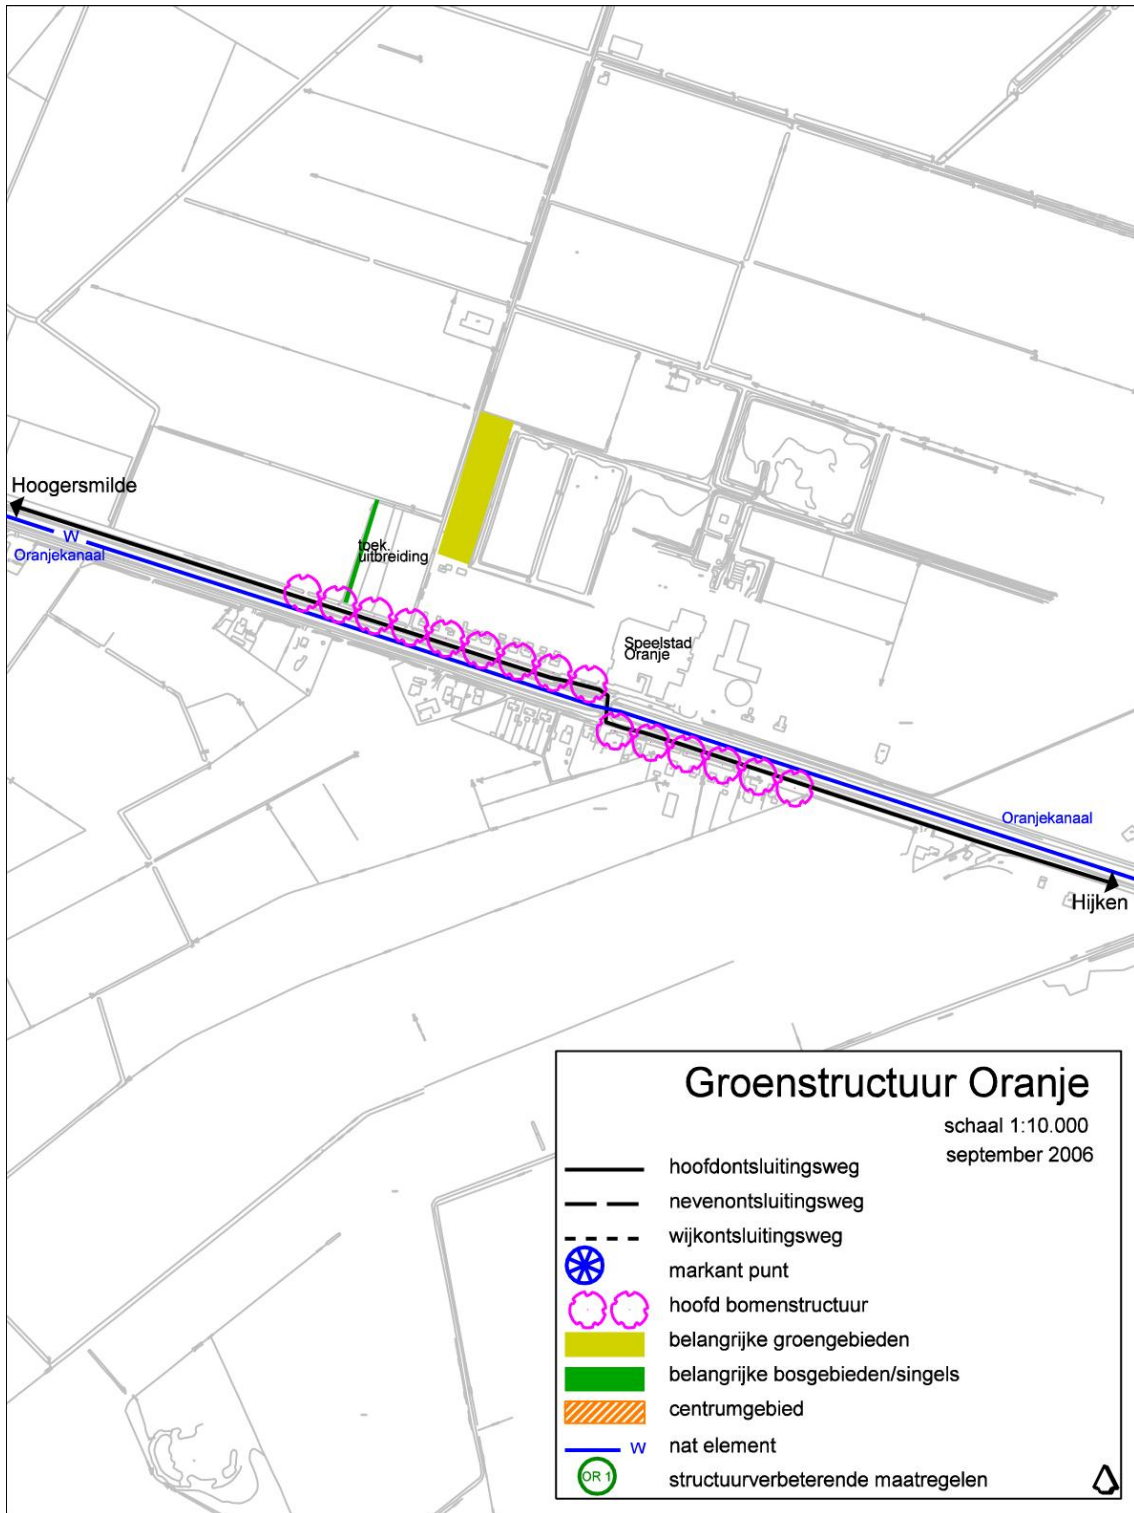 Hoogersmilde
W
Oranjekanaal
toek.
uitbreiding
Speelstad
Oranje
Oranjekanaal
Hijken
Groenstructuur Oranje
schaal 1:10.000
september 2006
hoofdontsluitingsweg
nevenontsluitingsweg
wijkontsluitingsweg
markant punt
hoofd bomenstructuur
belangrijke groengebieden
belangrijke bosgebieden/singels
centrumgebied
W nat element
OR 1 structuurverbeterende maatregelen